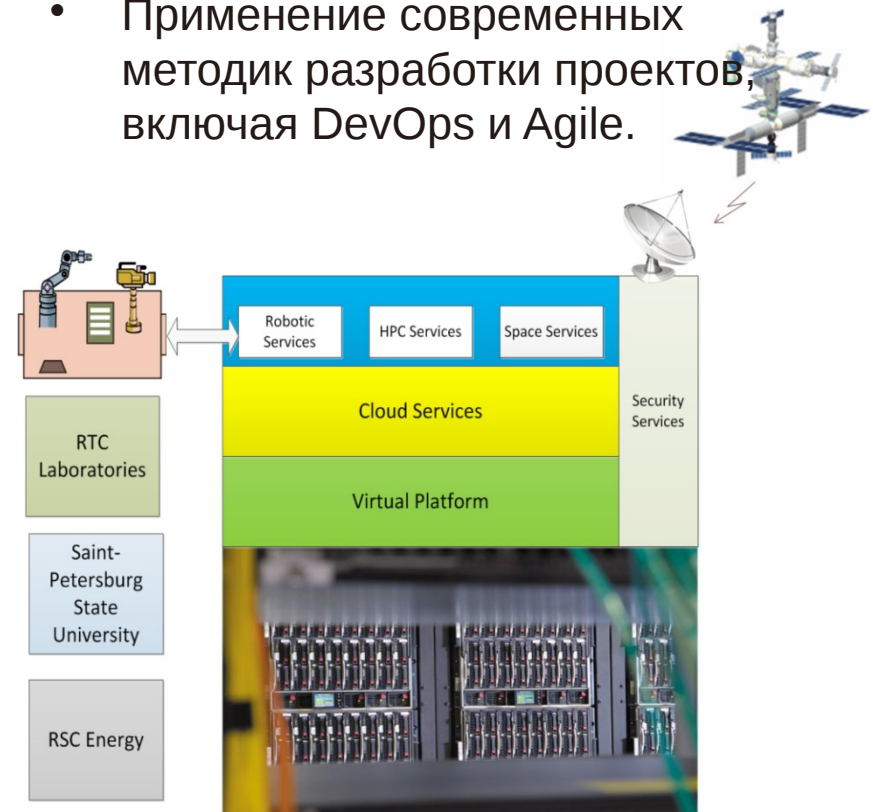 • Применение современных
методик разработки проектов,
включая DevOps и Agile.
Robotic
Services
HPC Services
Space Services
Cloud Services
Security
Services
Virtual Platform
RTC
Laboratories
Saint-
Petersburg
State
University
RSC Energy